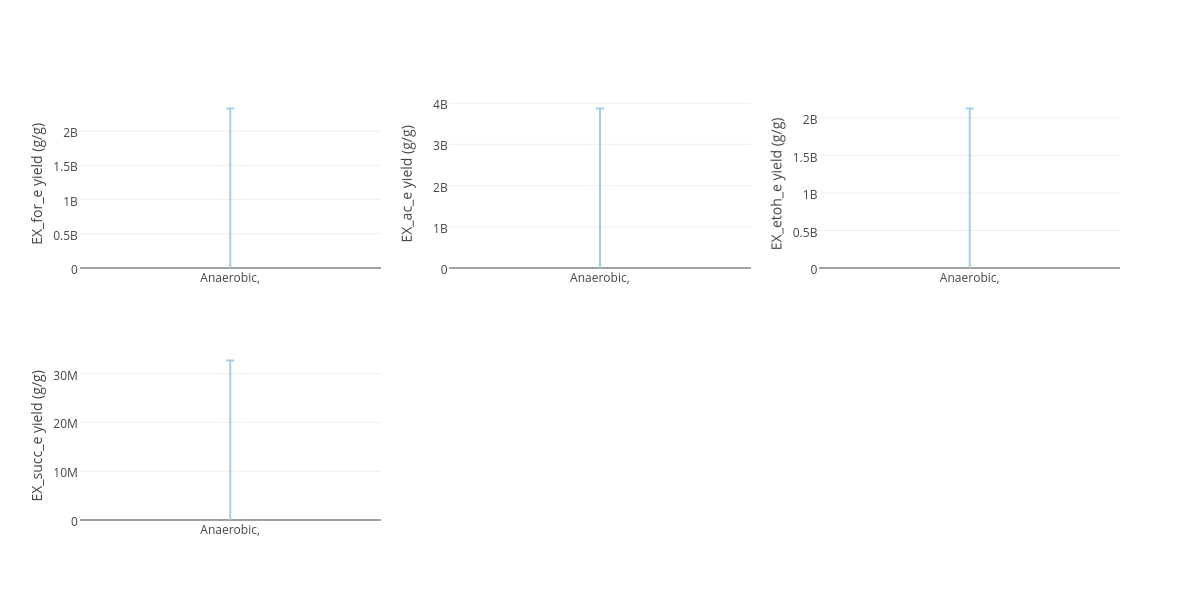 EX_for_e yield (g/g)
2B
1.5B
1B
0.5B
0
Anaerobic,
EX_ac_e yield (g/g)
4B
3B
2B
1B
0
Anaerobic,
EX_etoh_e yield (g/g)
2B
1.5B
1B
0.5B
0
Anaerobic,
EX_succ_e yield (g/g)
30M
20M
10M
0
Anaerobic,